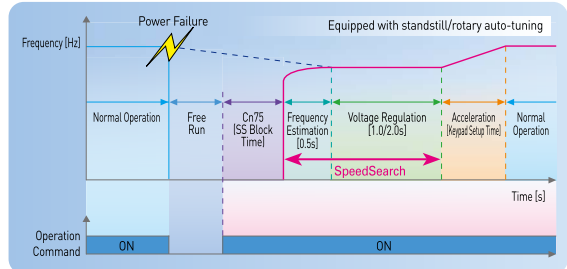 Power Failure
Equipped with standstill/rotary auto-tuning
Frequency [Hz]
Normal Operation
Free
Run
Cn75
[SS Block
Time]
Frequency
Estimation
[0.5s]
Voltage Regulation
[1.0/2.0s]
Acceleration
[Keypad Setup Time]
Normal
Operation
SpeedSearch
Time [s]
Operation
Command
ON
ON